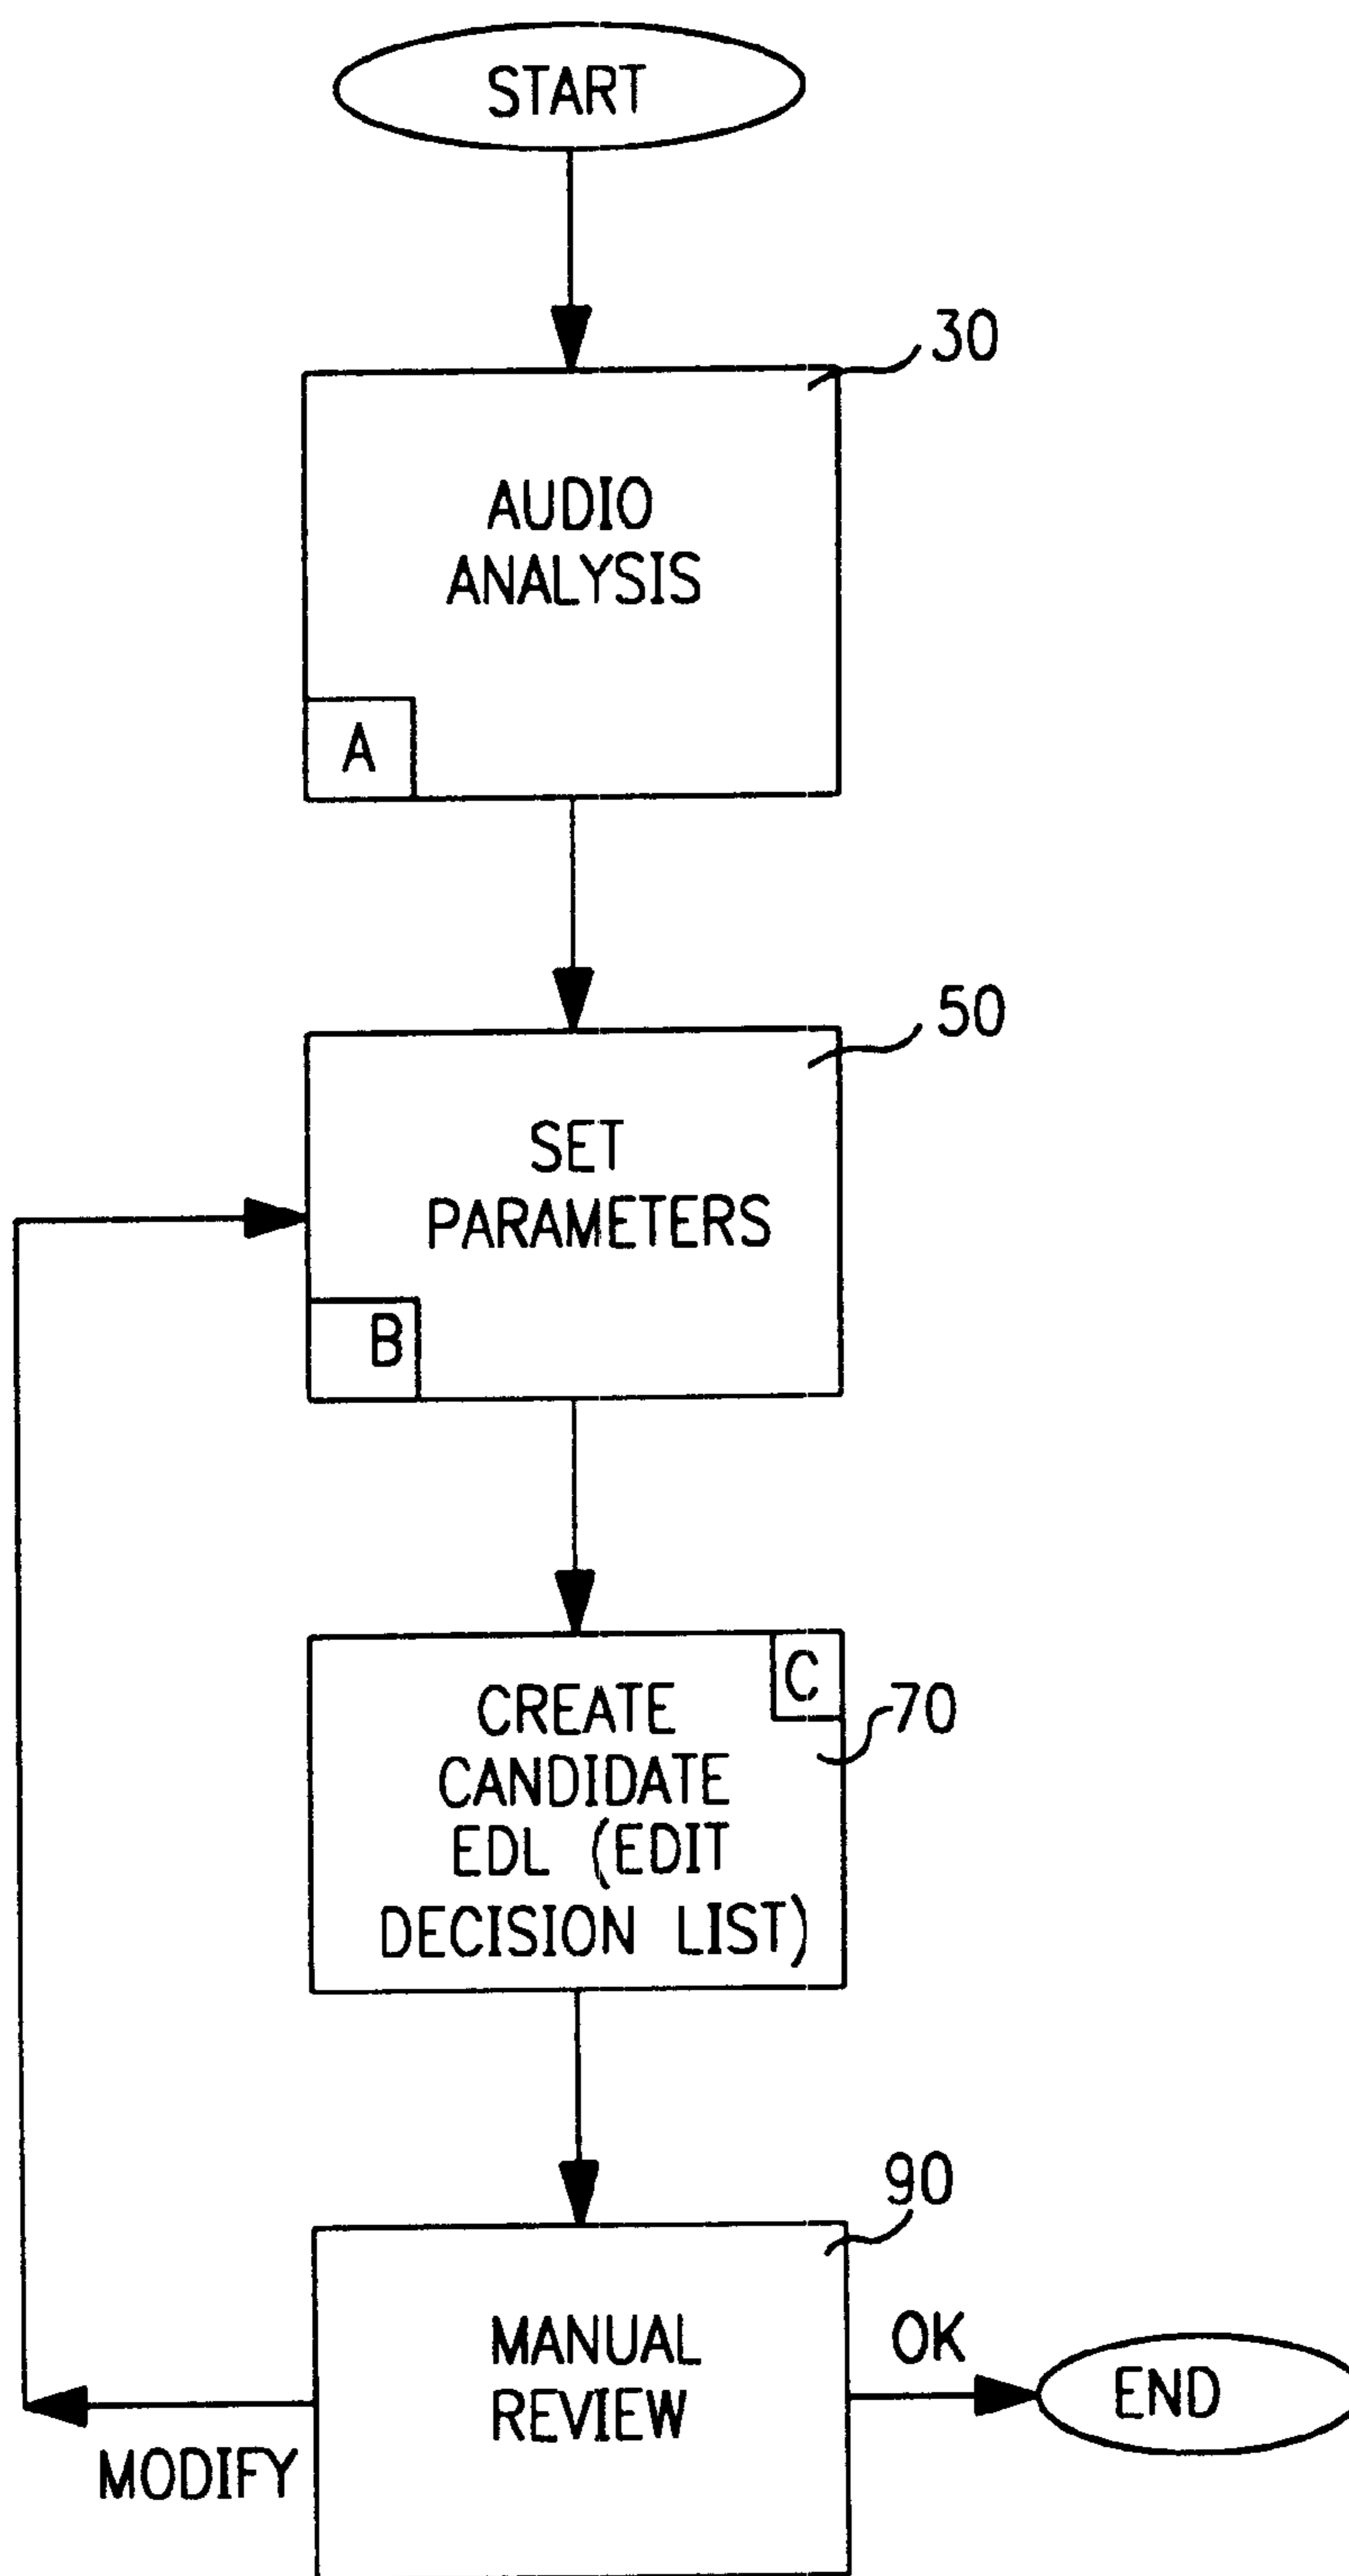 START
30
AUDIO
ANALYSIS
A
50
SET
PARAMETERS
B
C
CREATE
CANDIDATE
EDL (EDIT
DECISION LIST)
70
90
MANUAL
REVIEW
OK
END
MODIFY